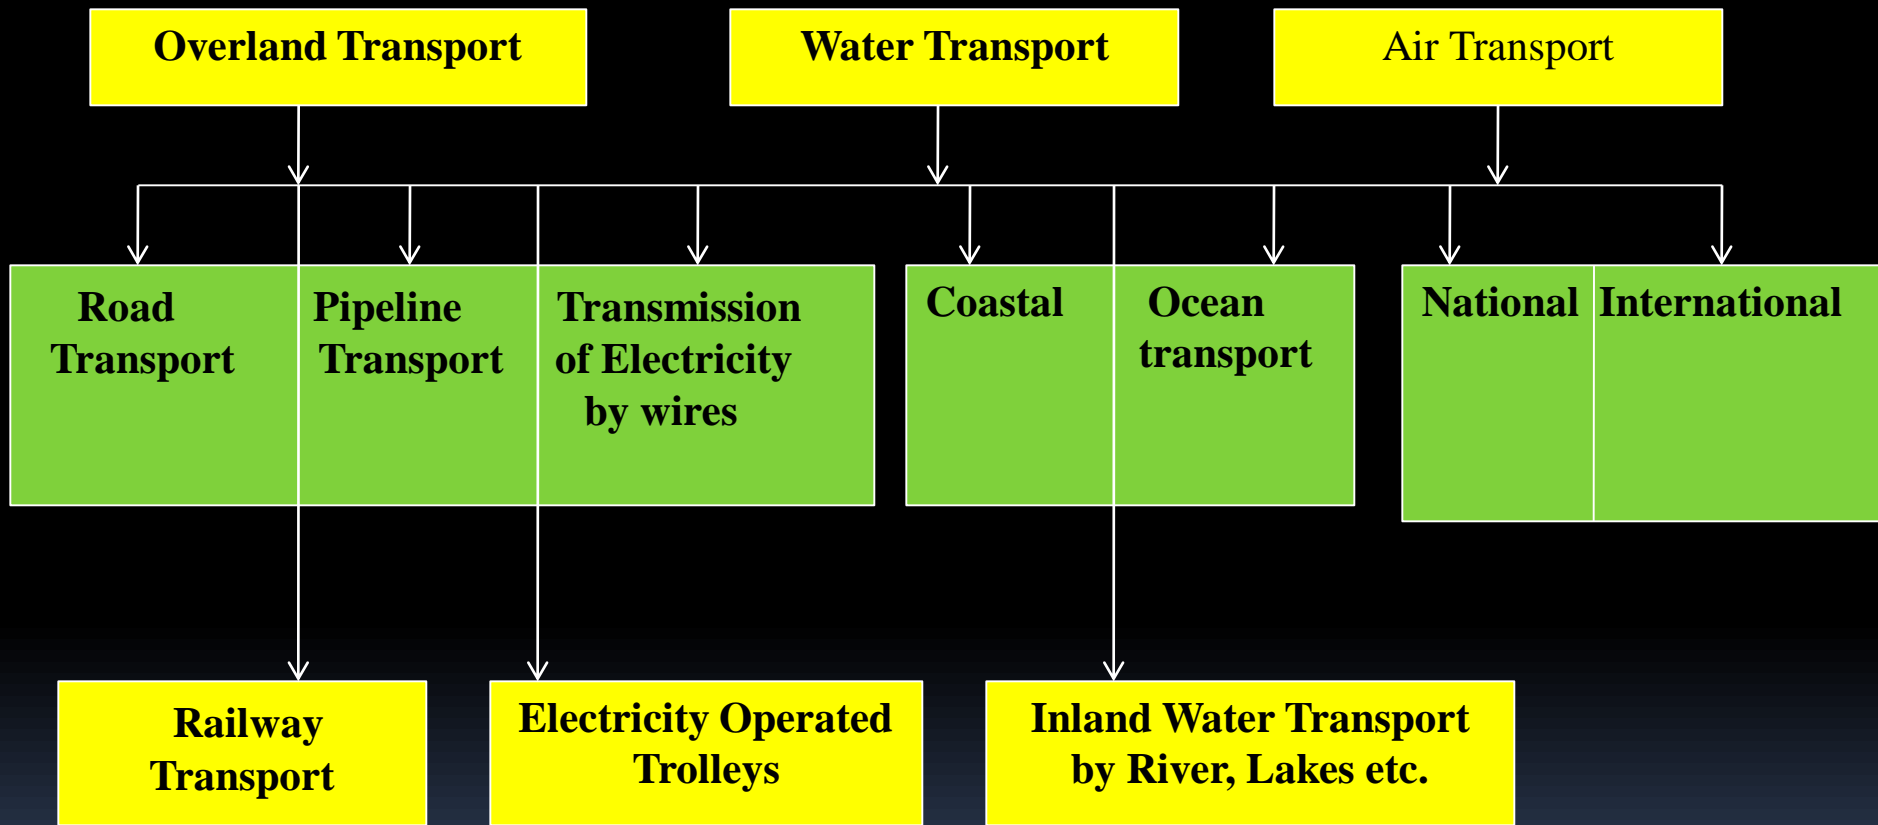 Overland Transport
Water Transport
Air Transport
Road
Transport
Pipeline
Transport
Transmission
of Electricity
by wires
Coastal
Ocean
transport
National
International
Railway
Transport
Electricity Operated
Trolleys
Inland Water Transport
by River, Lakes etc.